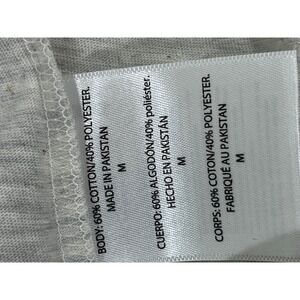 BODY: 60% COTTON/40% POLYESTER.
MADE IN PAKISTAN
M
CUERPO: 60% ALGODÓN/40% poliéster.
HECHO EN PAKISTÁN
M
CORPS: 60% COTON/40% POLYESTER.
FABRIQUÉ AU PAKISTAN
M